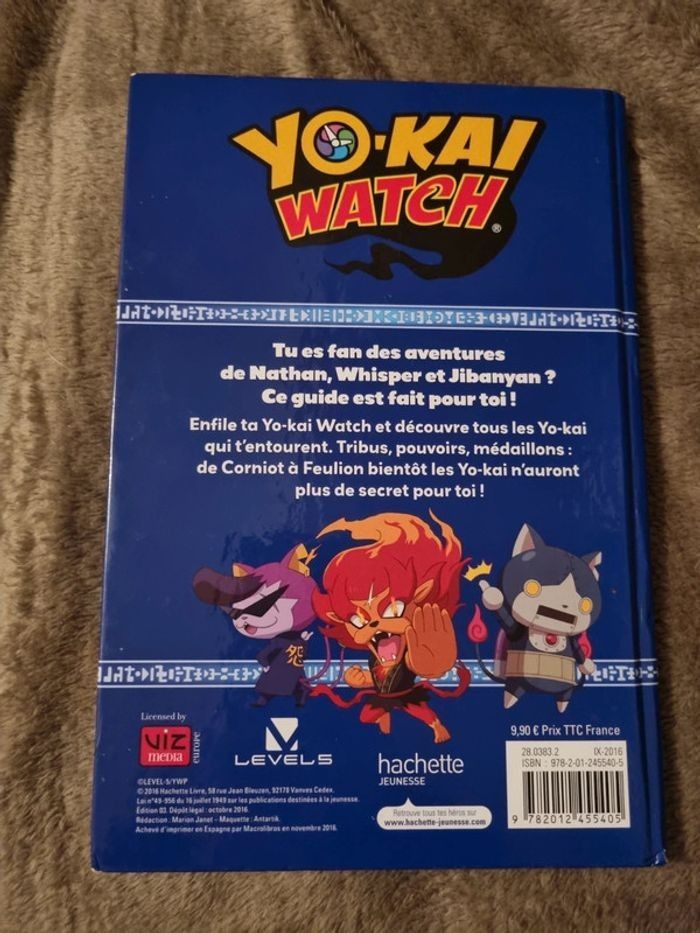 YO-KAI
WATCH®
Tu es fan des aventures
de Nathan, Whisper et Jibanyan ?
Ce guide est fait pour toi !
Enfile ta Yo-kai Watch et découvre tous les Yo-kai
qui t'entourent. Tribus, pouvoirs, médaillons :
de Corniot à Feulion bientôt les Yo-kai n'auront
plus de secret pour toi !
怨
Licensed by
VIZ
MEDIA
europe
LEVEL5
hachette
JEUNESSE
9,90 € Prix TTC France
28.0383.2 IX-2016
ISBN : 978-2-01-245540-5
9 782012 455405
©LEVEL-5/YWP
© 2016 Hachette Livre, 58 rue Jean Bleuzen, 92178 Vanves Cedex.
Loi n°49-956 du 16 juillet 1949 sur les publications destinées à la jeunesse.
Édition 03. Dépôt légal : octobre 2016.
Rédaction : Marion Janet - Maquette : Antartik.
Achevé d'imprimer en Espagne par Macrolibros en novembre 2016.
Retrouve tous tes héros sur
www.hachette-jeunesse.com